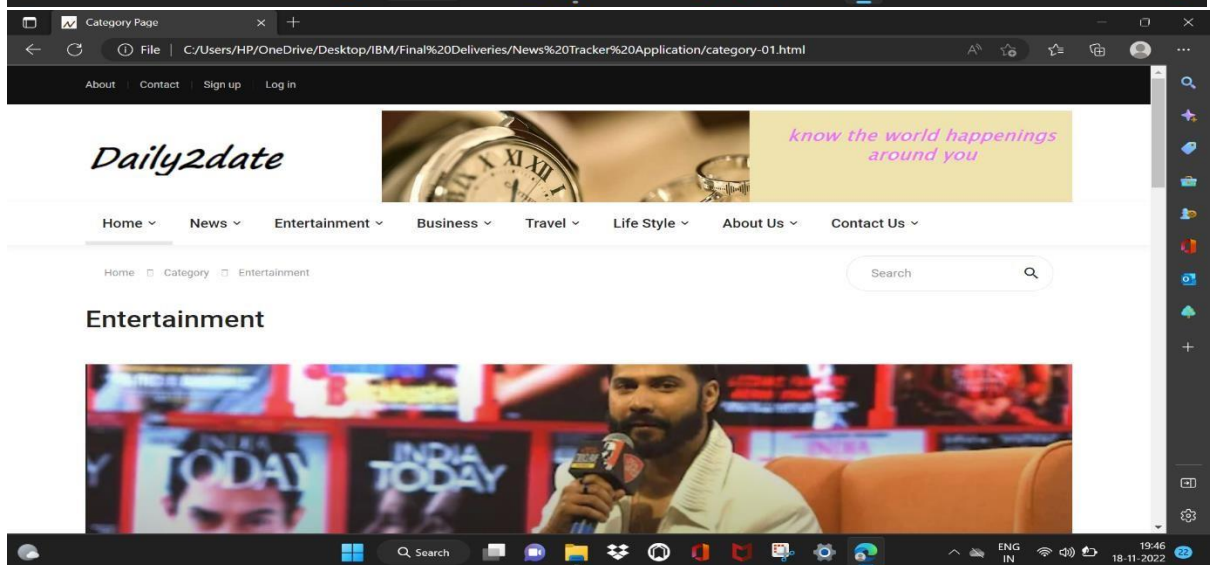 Category Page
File | C:/Users/HP/OneDrive/Desktop/IBM/Final%20Deliveries/News%20Tracker%20Application/category-01.html
About Contact Sign up Log in
Daily2date
know the world happenings
around you
Home News Entertainment Business Travel Life Style About Us Contact Us
Home Category Entertainment
Search
Entertainment
INDIA
TODAY
INDIA
TODAY
INDIA
Search
ENG
IN
19:46
18-11-2022
22